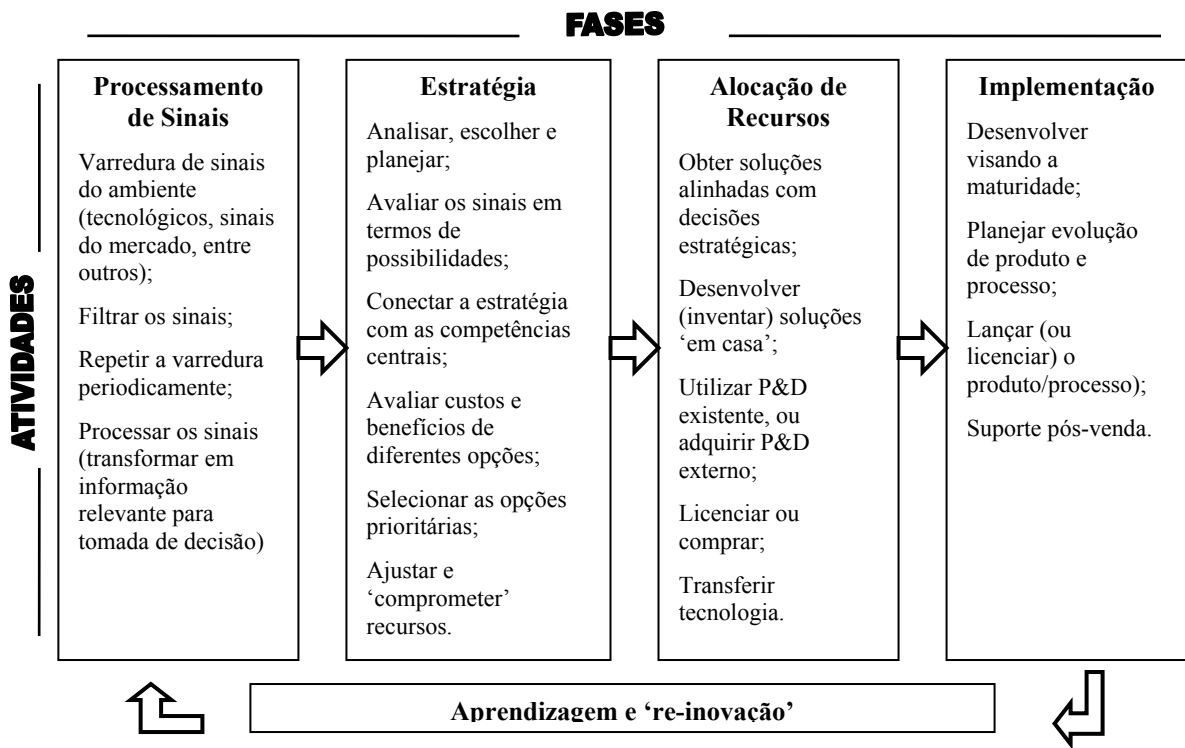 FASES
ATIVIDADES
Processamento
de Sinais
Varredura de sinais
do ambiente
(tecnológicos, sinais
do mercado, entre
outros);
Filtrar os sinais;
Repetir a varredura
periodicamente;
Processar os sinais
(transformar em
informação
relevante para
tomada de decisão)
Estratégia
Analisar, escolher e
planejar;
Avaliar os sinais em
termos de
possibilidades;
Conectar a estratégia
com as competências
centrais;
Avaliar custos e
benefícios de
diferentes opções;
Selecionar as opções
prioritárias;
Ajustar e
‘comprometer’
recursos.
Alocação de
Recursos
Obter soluções
alinhadas com
decisões
estratégicas;
Desenvolver
(inventar) soluções
‘em casa’;
Utilizar P&D
existente, ou
adquirir P&D
externo;
Licenciar ou
comprar;
Transferir
tecnologia.
Implementação
Desenvolver
visando a
maturidade;
Planejar evolução
de produto e
processo;
Lançar (ou
licenciar) o
produto/processo);
Suporte pós-venda.
Aprendizagem e ‘re-inovação’